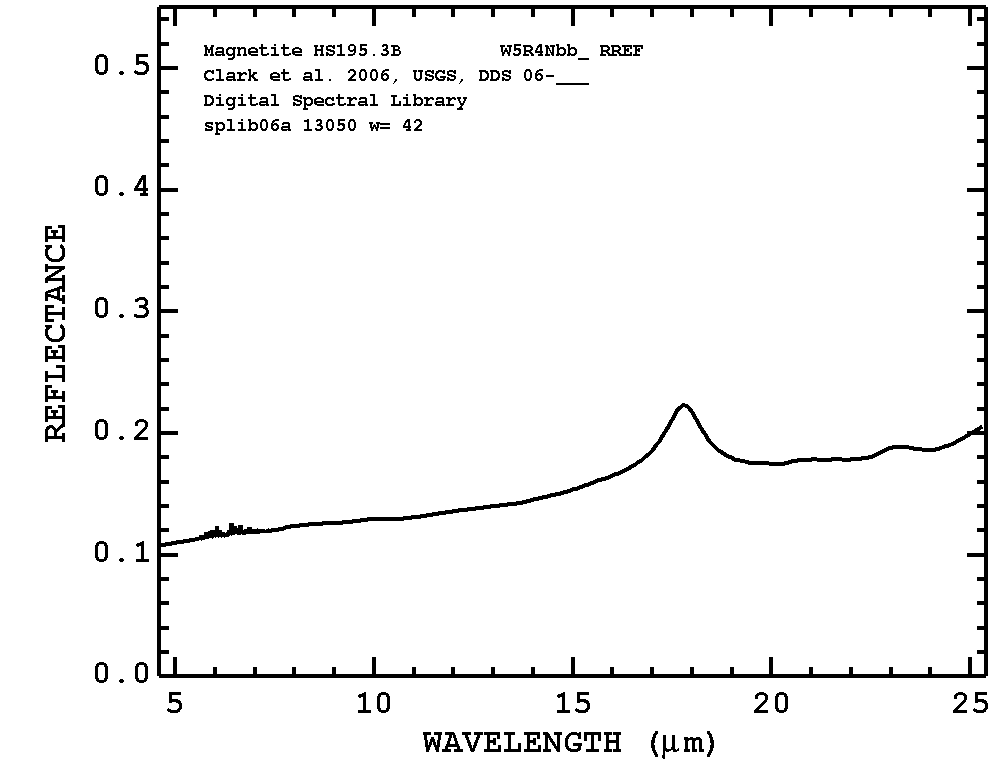 Magnetite HS195.3B W5R4Nbb_ RREF
Clark et al. 2006, USGS, DDS 06-___
Digital Spectral Library
splib06a 13050 w= 42
0.5
0.4
0.3
0.2
0.1
0.0
REFLECTANCE
5 10 15 20 25
WAVELENGTH (μm)